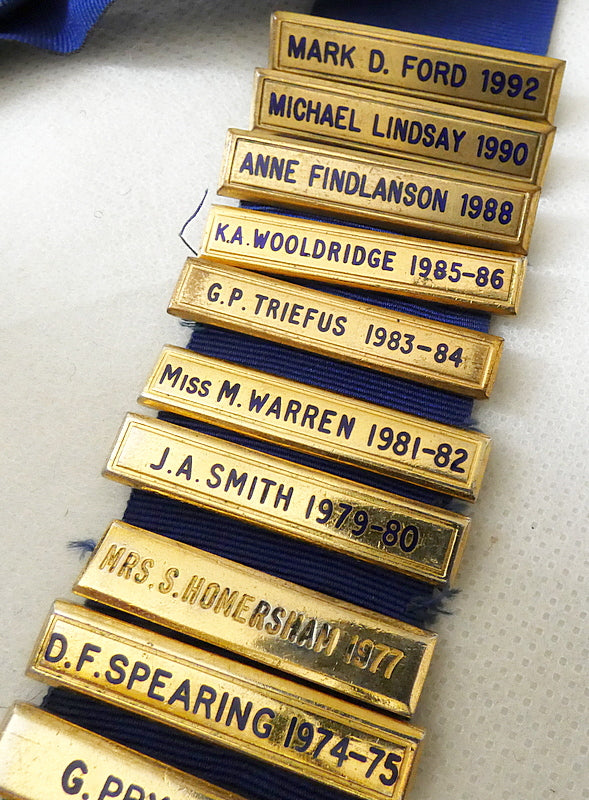 MARK D. FORD 1992
MICHAEL LINDSAY 1990
ANNE FINDLANSON 1988
K.A. WOOLDRIDGE 1985-86
G.P. TRIEFUS 1983-84
MISS M. WARREN 1981-82
J.A. SMITH 1979-80
MRS. S. HOMERSHAM 1977
D.F. SPEARING 1974-75
G.